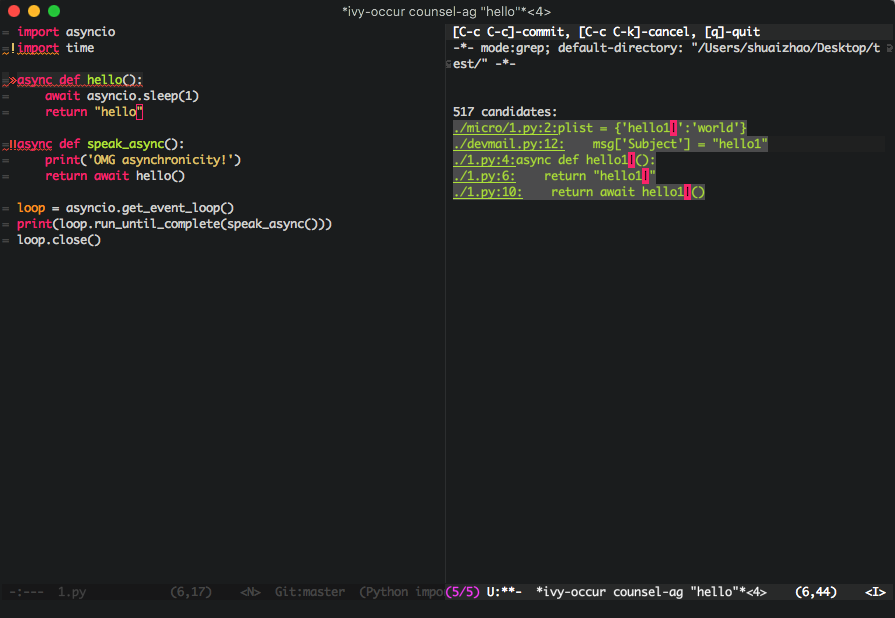 *ivy-occur counsel-ag "hello"*<4>
= import asyncio
=!import time
=»async def hello():
=     await asyncio.sleep(1)
=     return "hello"
=!!async def speak_async():
=     print('OMG asynchronicity!')
=     return await hello()
= loop = asyncio.get_event_loop()
= print(loop.run_until_complete(speak_async()))
= loop.close()
-:---  1.py            (6,17)    <N>  Git:master  (Python impo
[C-c C-c]-commit, [C-c C-k]-cancel, [q]-quit
-*- mode:grep; default-directory: "/Users/shuaizhao/Desktop/t
est/" -*-
517 candidates:
./micro/1.py:2:plist = {'hello1|':'world'}
./devmail.py:12:    msg['Subject'] = "hello1"
./1.py:4:async def hello1|():
./1.py:6:    return "hello1|"
./1.py:10:    return await hello1|()
(5/5) U:**-  *ivy-occur counsel-ag "hello"*<4>    (6,44)    <I>